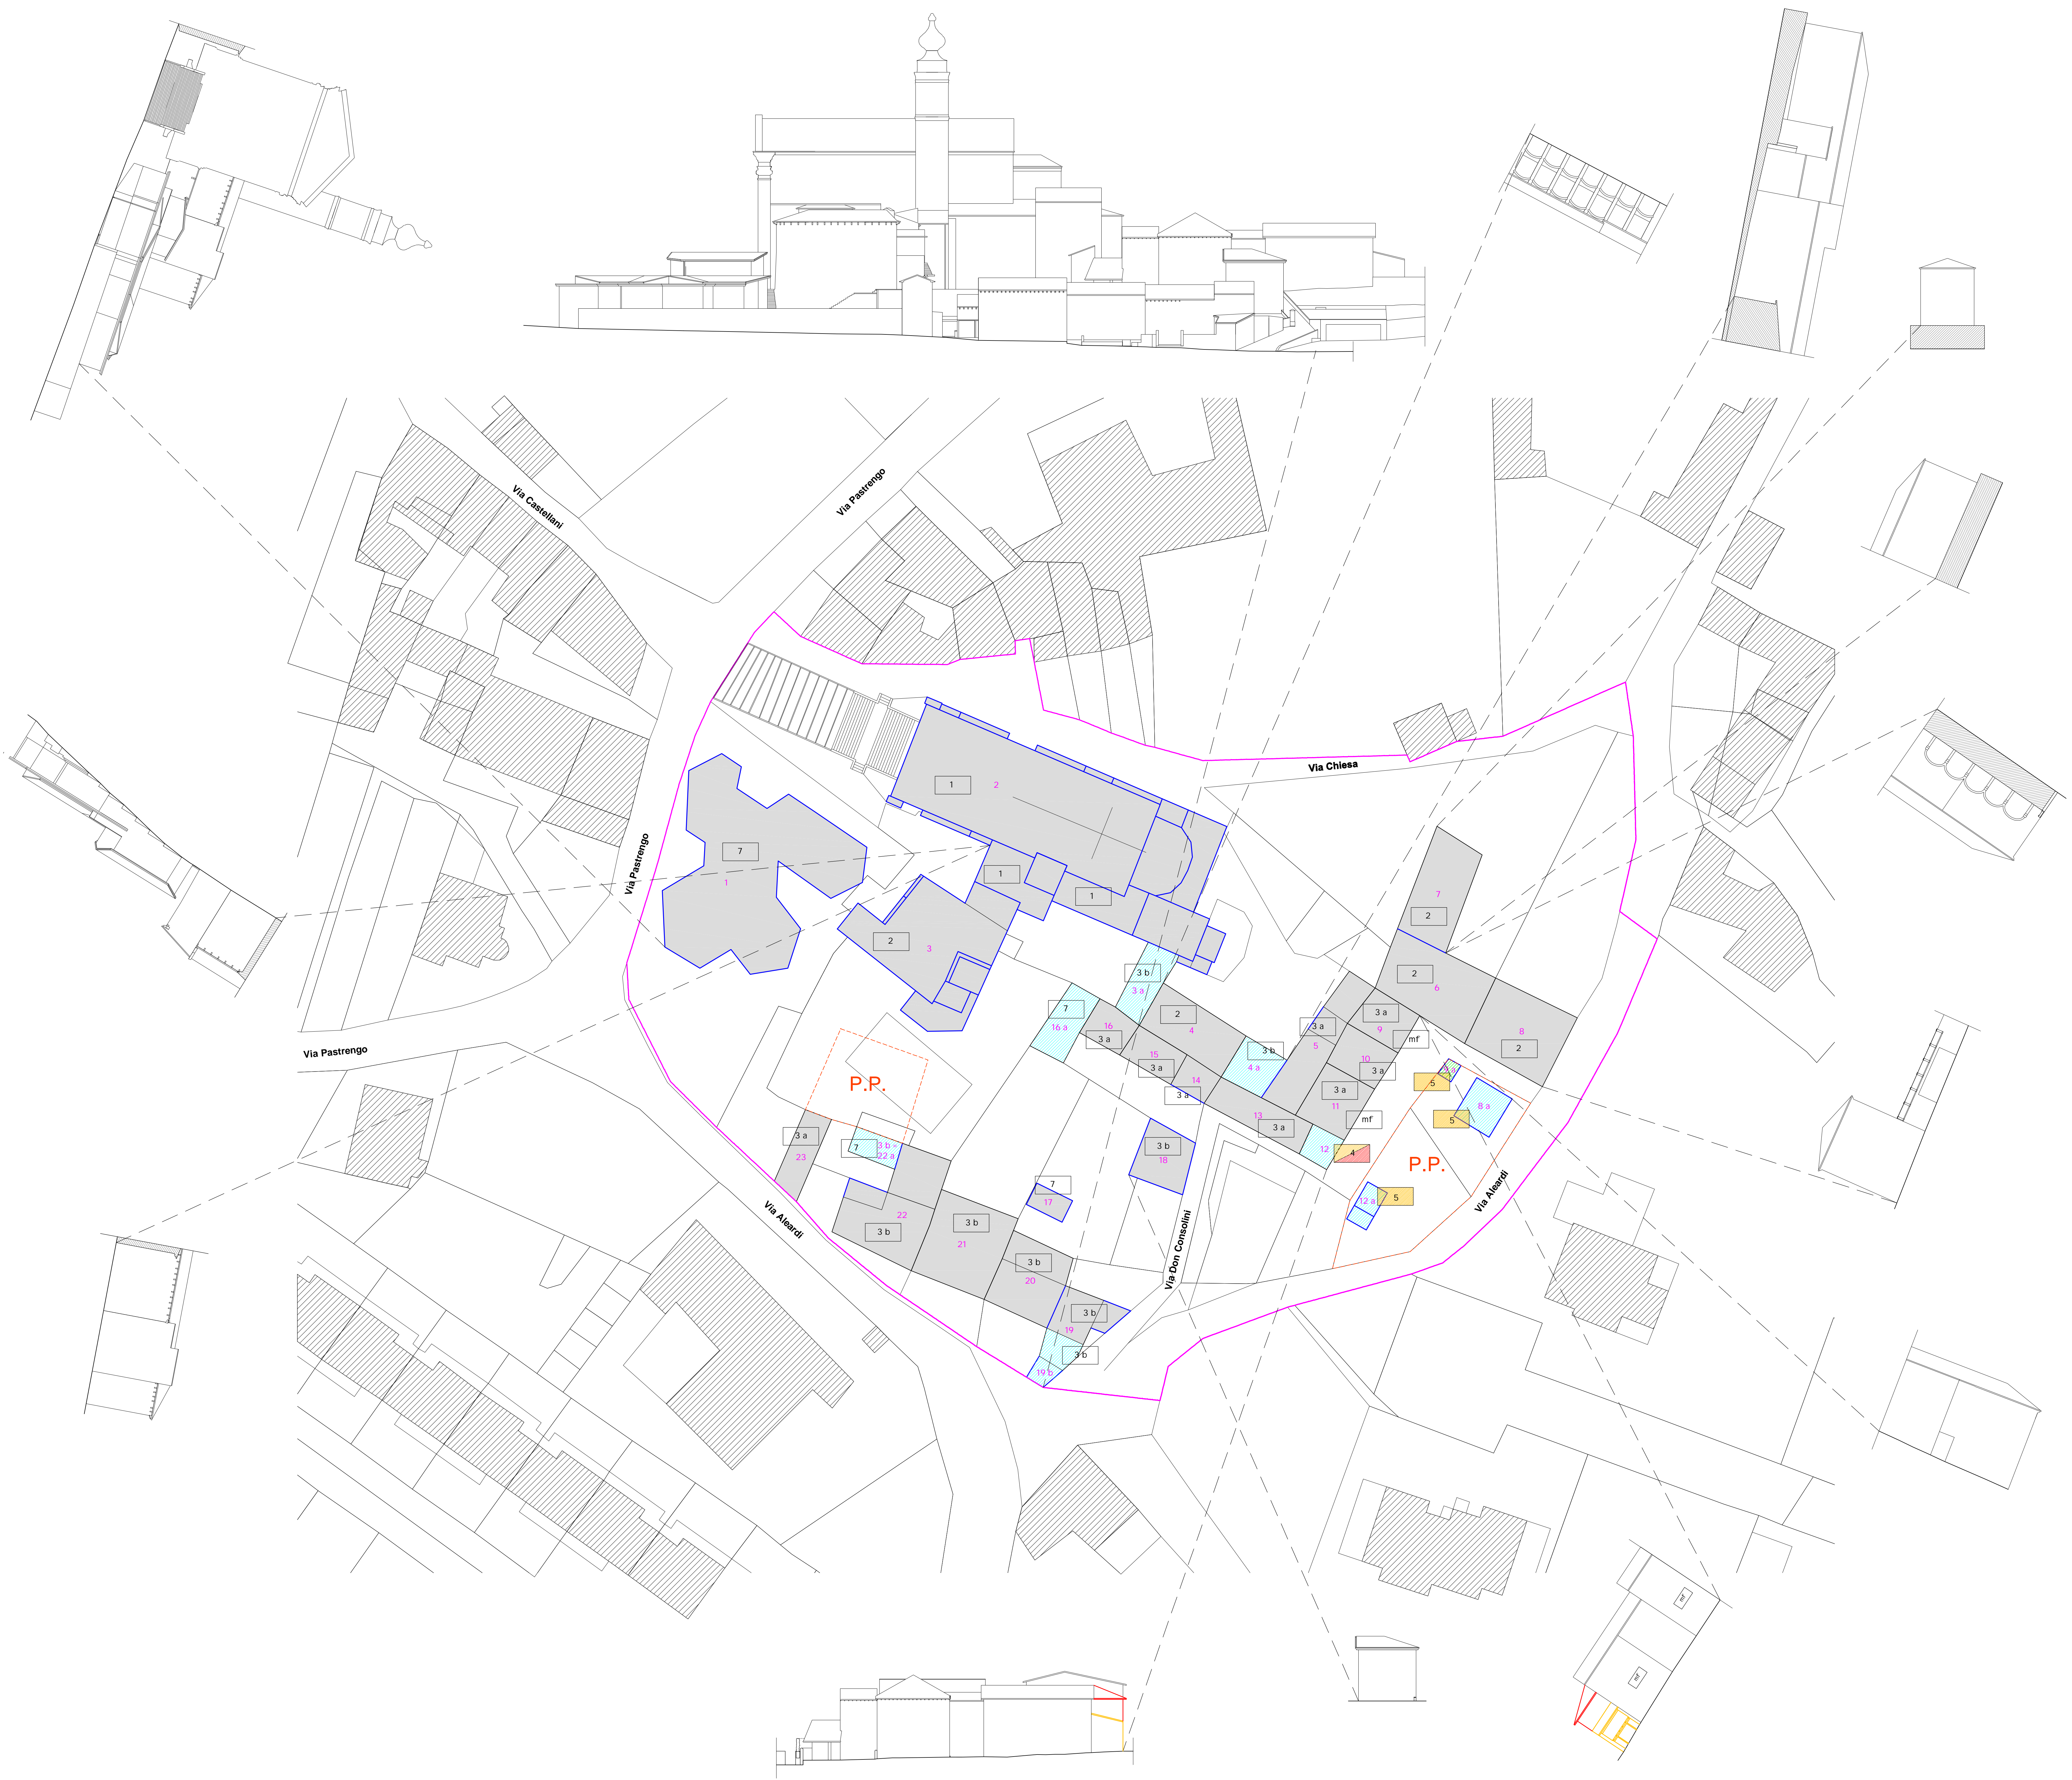 Via Castellani
Via Pastrengo
Via Chiesa
1
2
7
1
Via Pastrengo
1
1
7
2
2
3
2
6
3 b
3 a
7
16 a
2
4
16
3 a
3 a
5
3 a
9
mf
8
2
Via Pastrengo
P.P.
15
3 a
14
3 a
3 b
4 a
10
3 a
3 a
11
9 a
5
8 a
5
13
3 a
mf
12
4
P.P.
3 a
23
7
3 b
22 a
3 b
18
7
17
12 a
5
Via Aleardi
Via Aleardi
22
3 b
3 b
21
3 b
20
Via Don Consolini
3 b
19
3 b
19 b
mf
mf